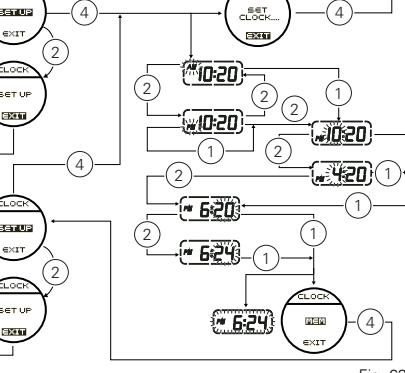 SET UP
EXIT
4
2
CLOCK
SET UP
EXIT
SET
CLOCK....
EXIT
4
AM 10:20
2
2
1
PM 10:20
2
1
PM 10:20
2
PM 4:20
1
4
2
1
CLOCK
SET UP
EXIT
2
CLOCK
SET UP
EXIT
PM 6:20
2
1
PM 6:24
1
PM 6:24
CLOCK
MEM
EXIT
4